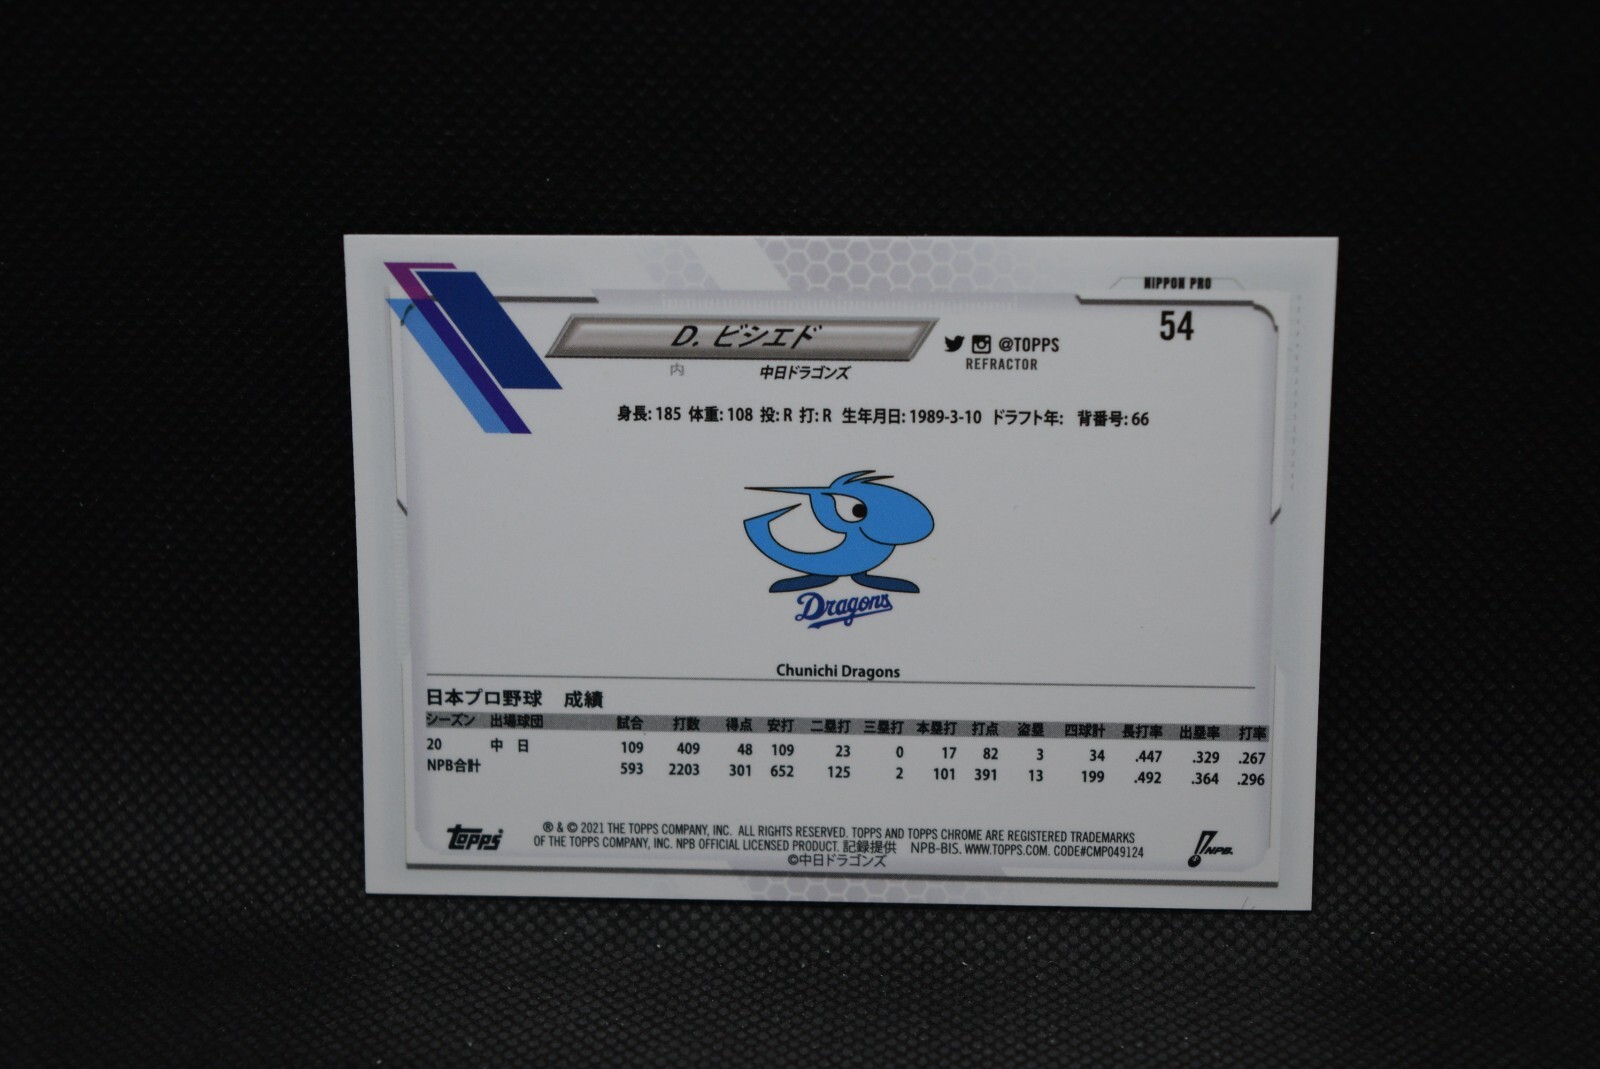 NIPPON PRO
54
D. ビシエド
@TOPPS
REFRACTOR
内 中日ドラゴンズ
身長: 185 体重: 108 投: R 打: R 生年月日: 1989-3-10 ドラフト年: 背番号: 66
Dragons
Chunichi Dragons
日本プロ野球 成績
シーズン 出場球団 試合 打数 得点 安打 二塁打 三塁打 本塁打 打点 盗塁 四球計 長打率 出塁率 打率
20 中 日 109 409 48 109 23 0 17 82 3 34 .447 .329 .267
NPB合計 593 2203 301 652 125 2 101 391 13 199 .492 .364 .296
topps
® & © 2021 THE TOPPS COMPANY, INC. ALL RIGHTS RESERVED. TOPPS AND TOPPS CHROME ARE REGISTERED TRADEMARKS
OF THE TOPPS COMPANY, INC. NPB OFFICIAL LICENSED PRODUCT. 記録提供 NPB-BIS. WWW.TOPPS.COM. CODE#CMP049124
©中日ドラゴンズ
NPB.